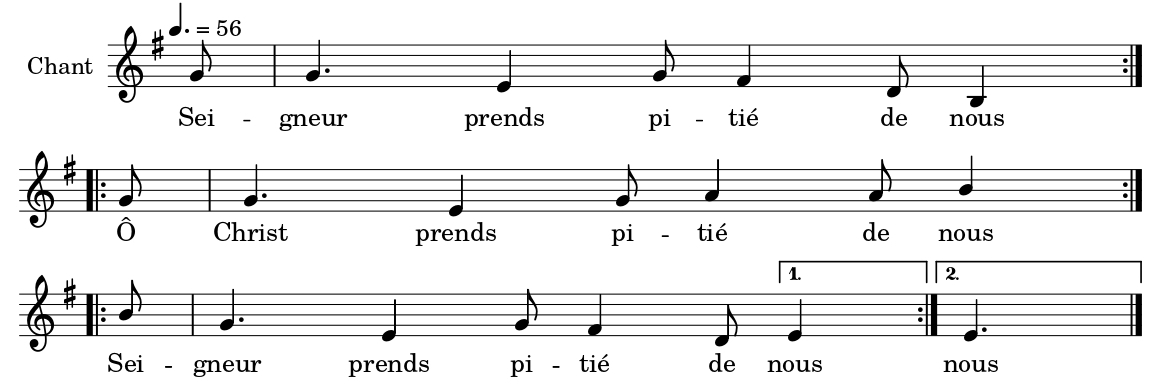 = 56
Chant
Sei -- gneur prends pi -- tié de nous
Ô Christ prends pi -- tié de nous
1. 2.
Sei -- gneur prends pi -- tié de nous nous